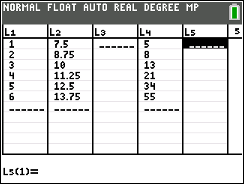 NORMAL FLOAT AUTO REAL DEGREE MP
L1 L2 L3 L4 L5 5
1 7.5 ------ 5 ------
2 8.75 8
3 10 13
4 11.25 21
5 12.5 34
6 13.75 55
------ ------ ------
L5(1)=